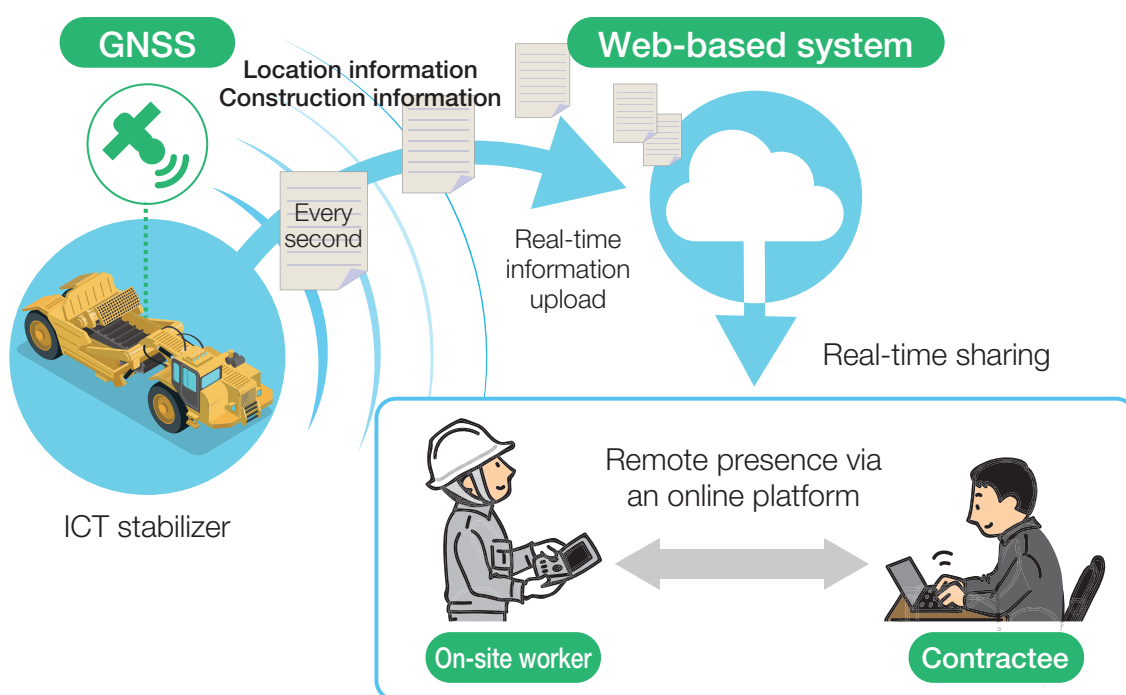 GNSS
Web-based system
Location information
Construction information
Every
second
Real-time
information
upload
ICT stabilizer
Real-time sharing
Remote presence via
an online platform
On-site worker
Contractee